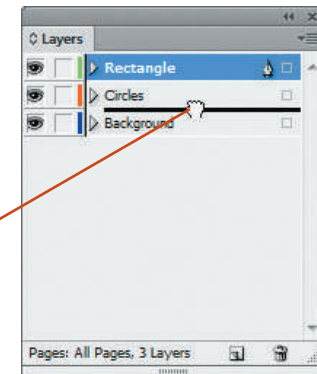 Layers
Rectangle
Circles
Background
Pages: All Pages, 3 Layers